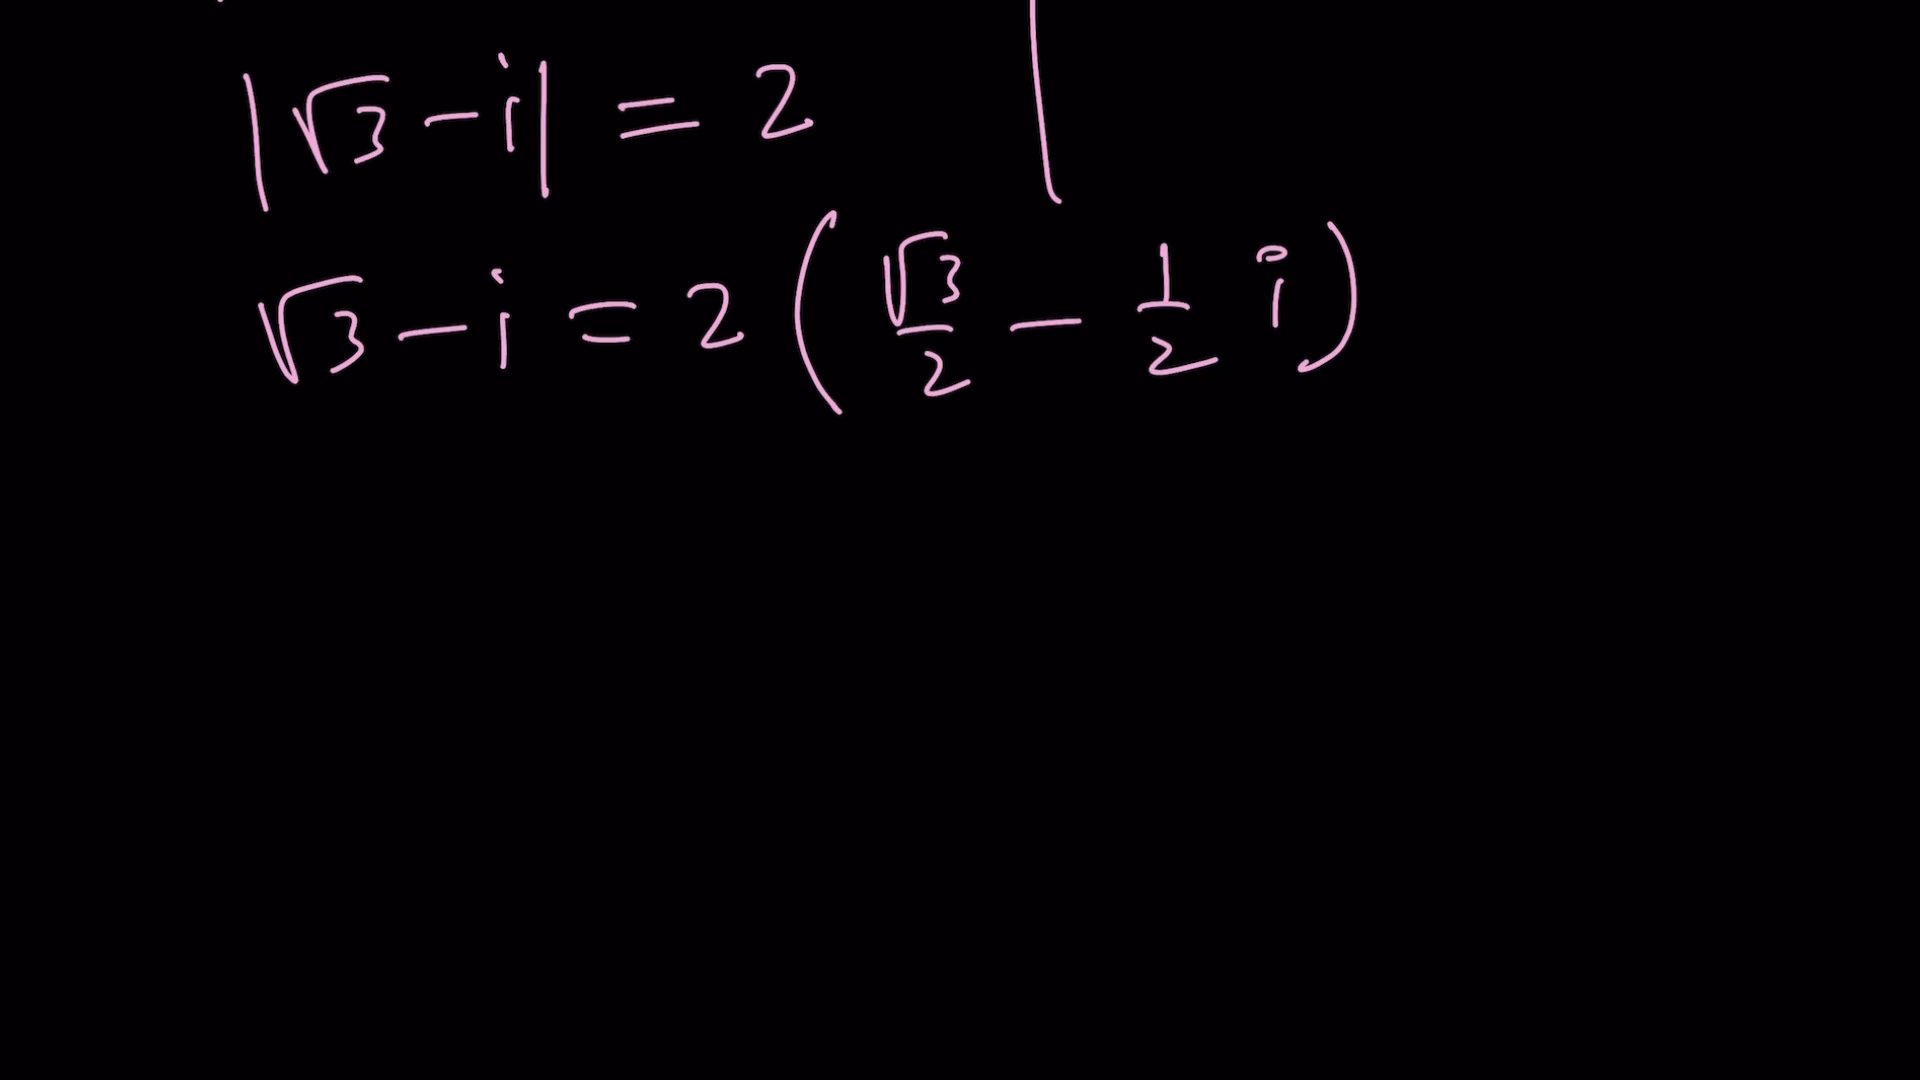 |√3 - i| = 2
√3 - i = 2 ( √3/2 - 1/2 i )